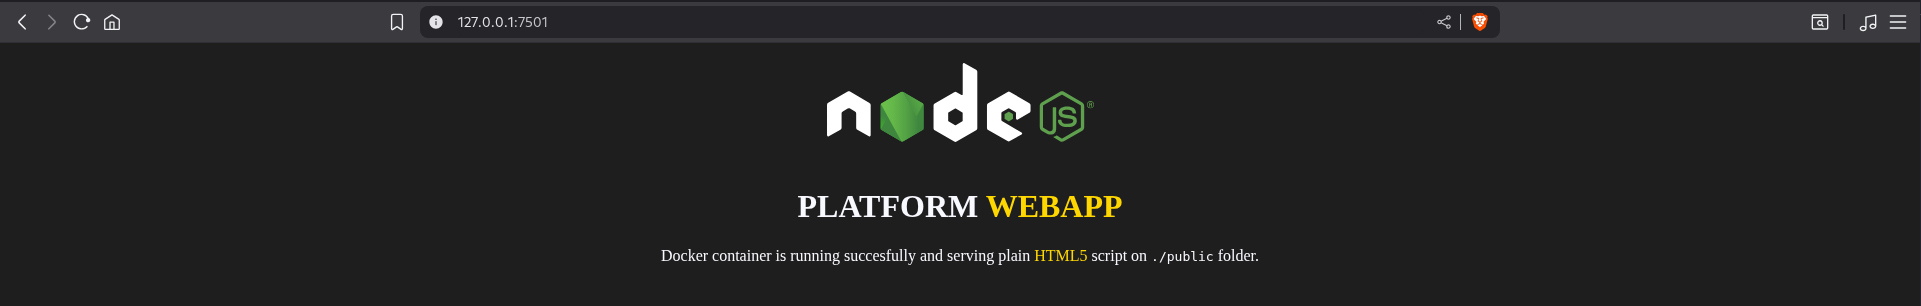 127.0.0.1:7501
node JS ®
PLATFORM WEBAPP
Docker container is running succesfully and serving plain HTML5 script on ./public folder.